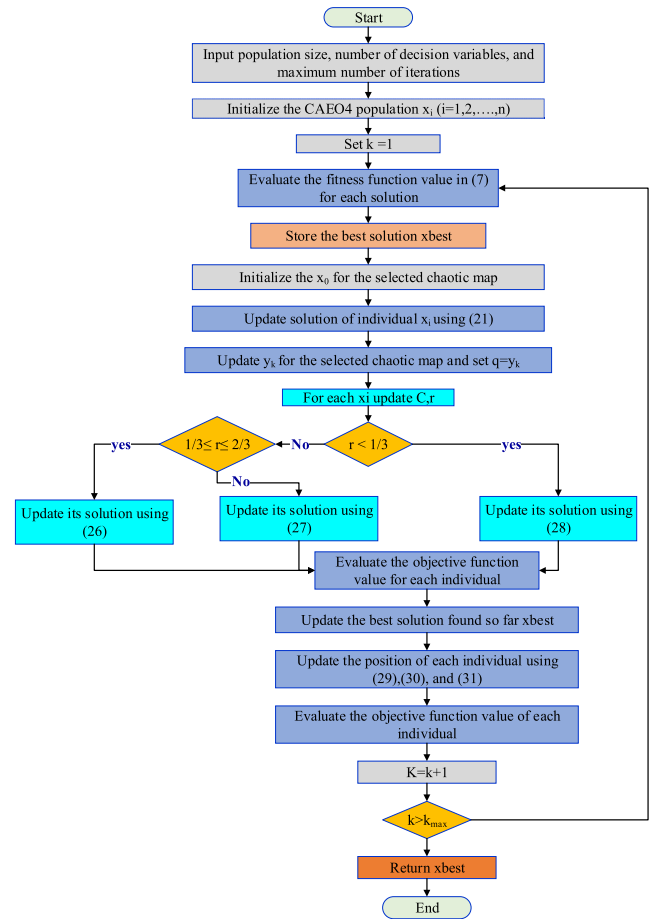 Start
Input population size, number of decision variables, and
maximum number of iterations
Initialize the CAEO4 population xᵢ (i=1,2,….,n)
Set k =1
Evaluate the fitness function value in (7)
for each solution
Store the best solution xbest
Initialize the x₀ for the selected chaotic map
Update solution of individual xᵢ using (21)
Update yₖ for the selected chaotic map and set q=yₖ
For each xi update C,r
yes
1/3≤ r≤ 2/3
No
r < 1/3
yes
No
Update its solution using
(26)
Update its solution using
(27)
Update its solution using
(28)
Evaluate the objective function
value for each individual
Update the best solution found so far xbest
Update the position of each individual using
(29),(30), and (31)
Evaluate the objective function value of each
individual
K=k+1
k>kmax
Return xbest
End